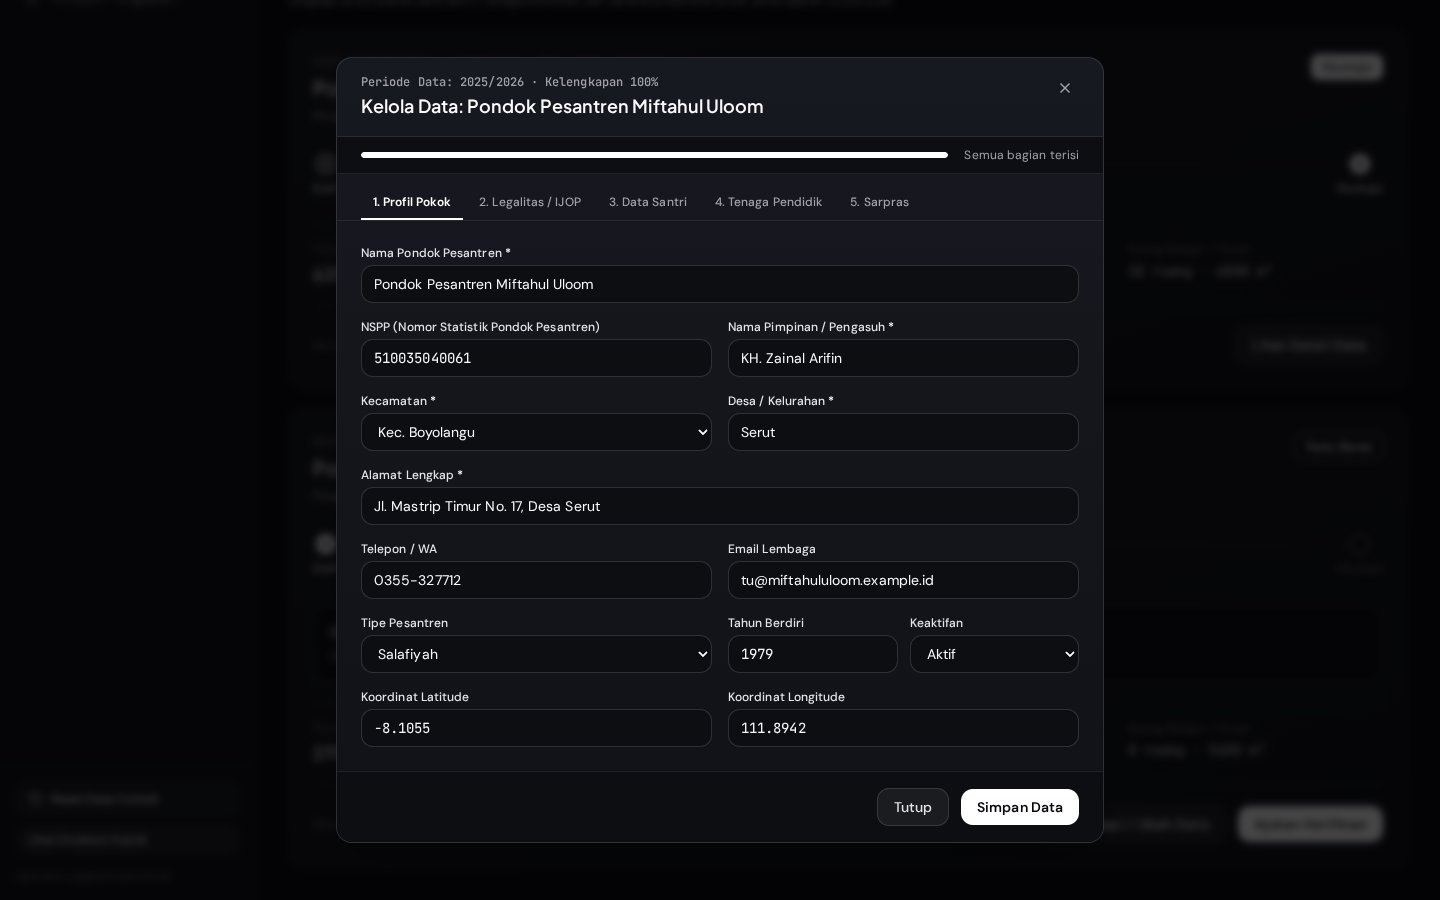 Periode Data: 2025/2026 · Kelengkapan 100%
Kelola Data: Pondok Pesantren Miftahul Uloom
Semua bagian terisi
1. Profil Pokok
2. Legalitas / IJOP
3. Data Santri
4. Tenaga Pendidik
5. Sarpras
Nama Pondok Pesantren *
Pondok Pesantren Miftahul Uloom
NSPP (Nomor Statistik Pondok Pesantren)
Nama Pimpinan / Pengasuh *
510035040061
KH. Zainal Arifin
Kecamatan *
Desa / Kelurahan *
Kec. Boyolangu
Serut
Alamat Lengkap *
Jl. Mastrip Timur No. 17, Desa Serut
Telepon / WA
Email Lembaga
0355-327712
tu@miftahululoom.example.id
Tipe Pesantren
Tahun Berdiri
Keaktifan
Salafiyah
1979
Aktif
Koordinat Latitude
Koordinat Longitude
-8.1055
111.8942
Tutup
Simpan Data